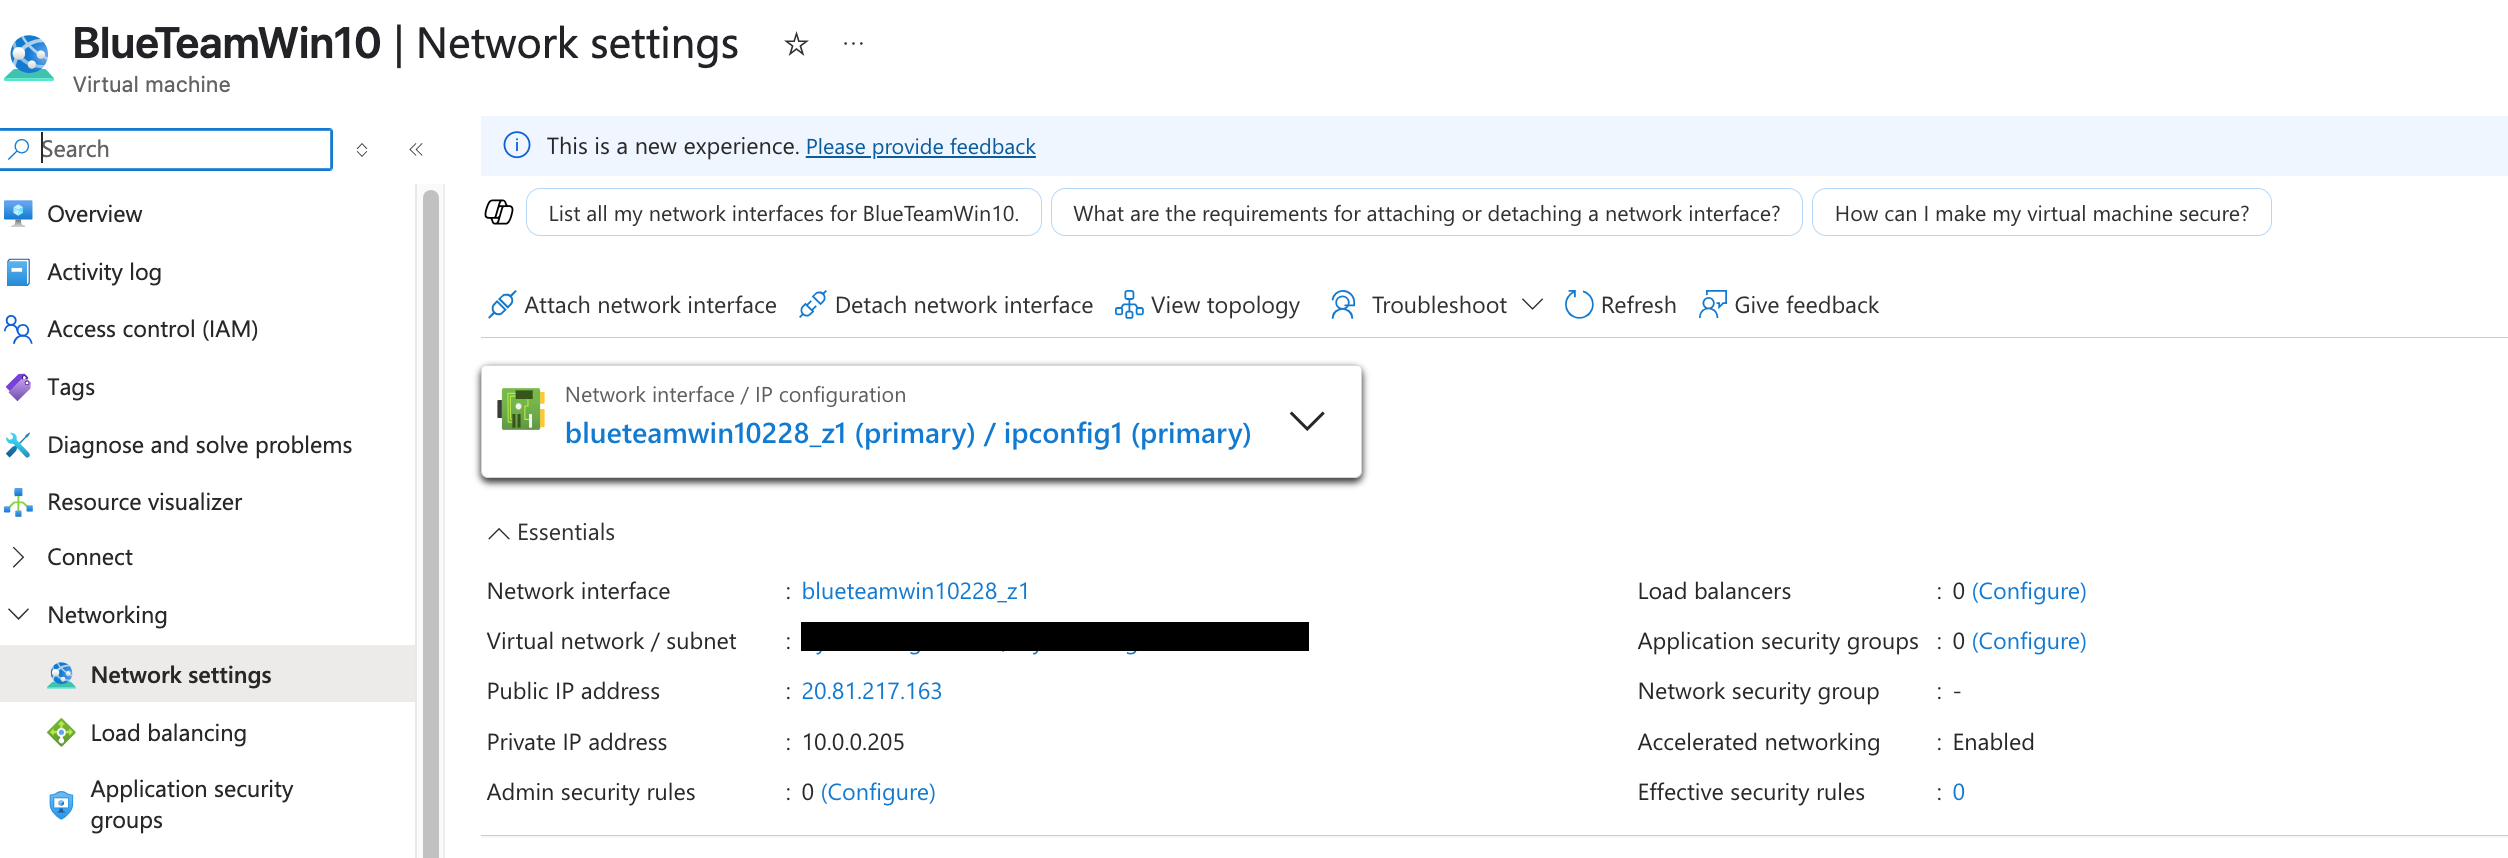 BlueTeamWin10 | Network settings
Virtual machine
Search
Overview
Activity log
Access control (IAM)
Tags
Diagnose and solve problems
Resource visualizer
Connect
Networking
Network settings
Load balancing
Application security
groups
This is a new experience. Please provide feedback
List all my network interfaces for BlueTeamWin10.
What are the requirements for attaching or detaching a network interface?
How can I make my virtual machine secure?
Attach network interface
Detach network interface
View topology
Troubleshoot
Refresh
Give feedback
Network interface / IP configuration
blueteamwin10228_z1 (primary) / ipconfig1 (primary)
Essentials
Network interface : blueteamwin10228_z1
Virtual network / subnet :
Public IP address : 20.81.217.163
Private IP address : 10.0.0.205
Admin security rules : 0 (Configure)
Load balancers : 0 (Configure)
Application security groups : 0 (Configure)
Network security group : -
Accelerated networking : Enabled
Effective security rules : 0